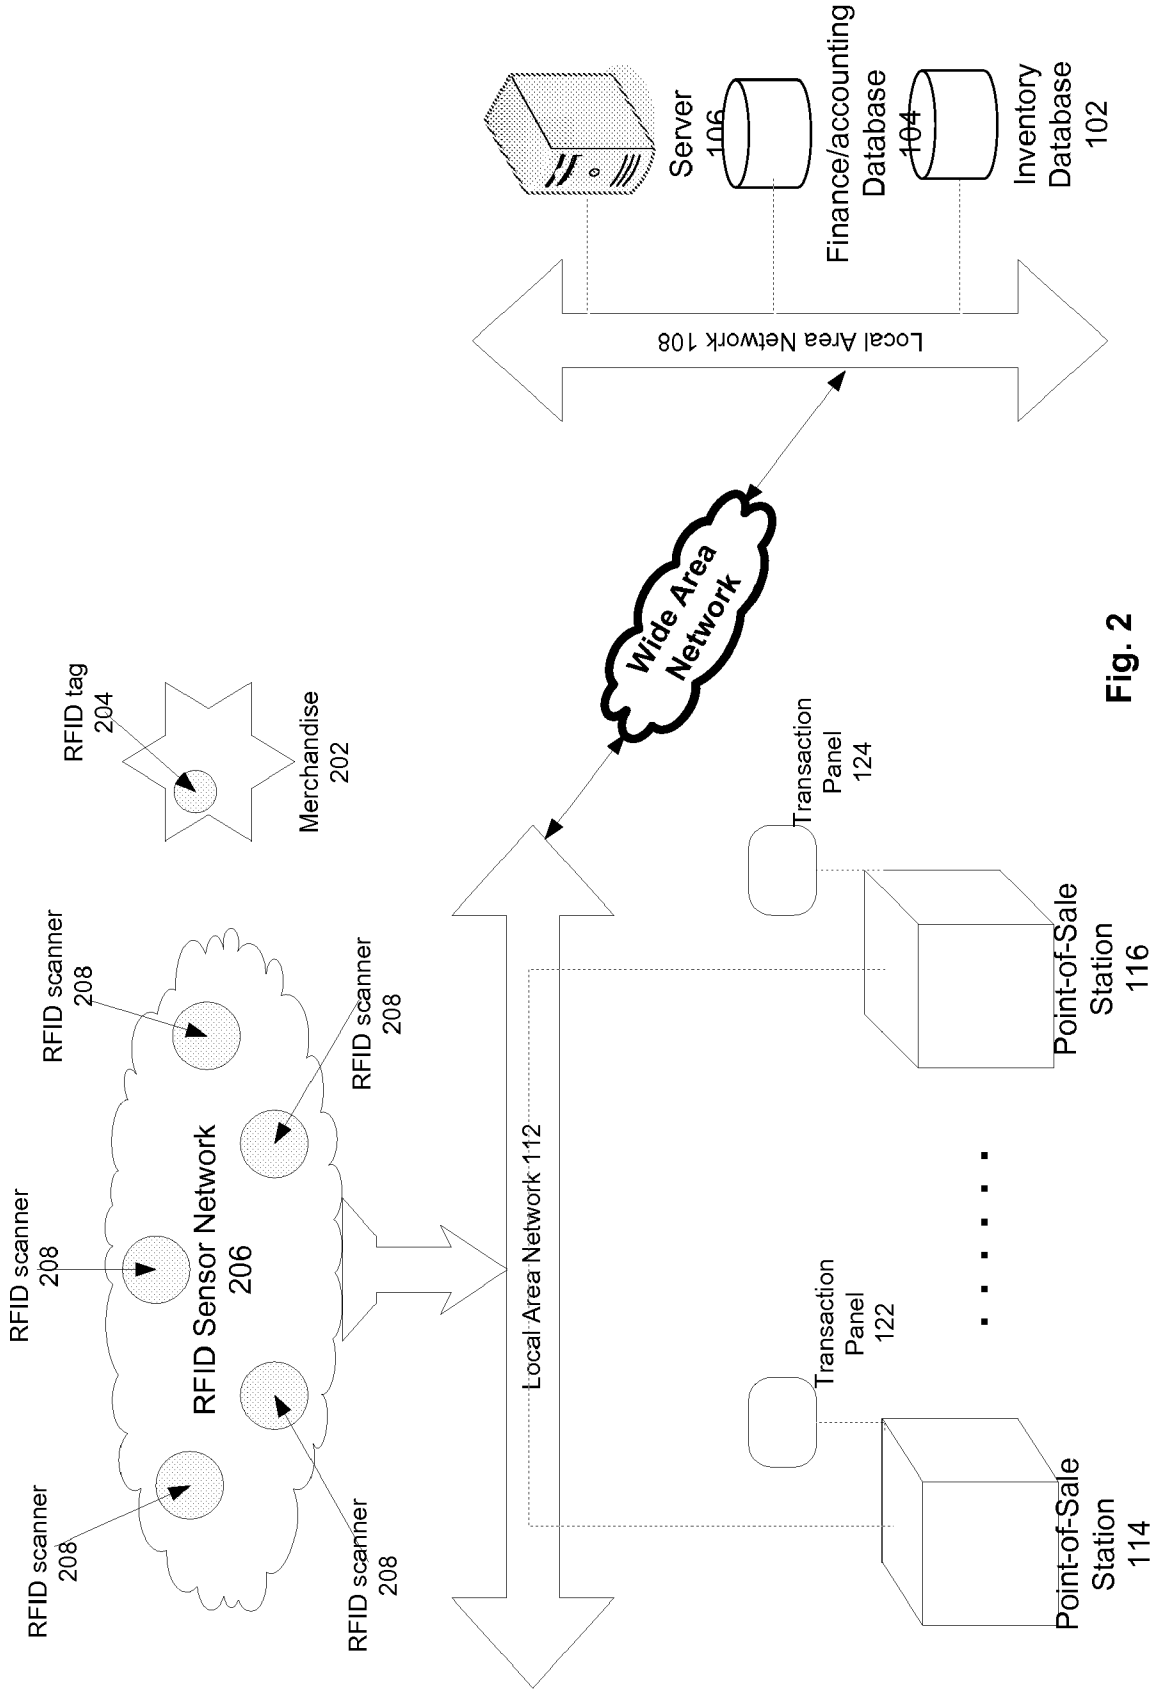 RFID scanner
208
RFID scanner
208
RFID scanner
208
RFID scanner
208
RFID scanner
208
RFID Sensor Network
206
RFID tag
204
Merchandise
202
Local Area Network 112
Wide Area
Network
Local Area Network 108
Server
106
Finance/accounting
Database
104
Inventory
Database
102
Transaction
Panel
122
Transaction
Panel
124
Point-of-Sale
Station
114
Point-of-Sale
Station
116
Fig. 2